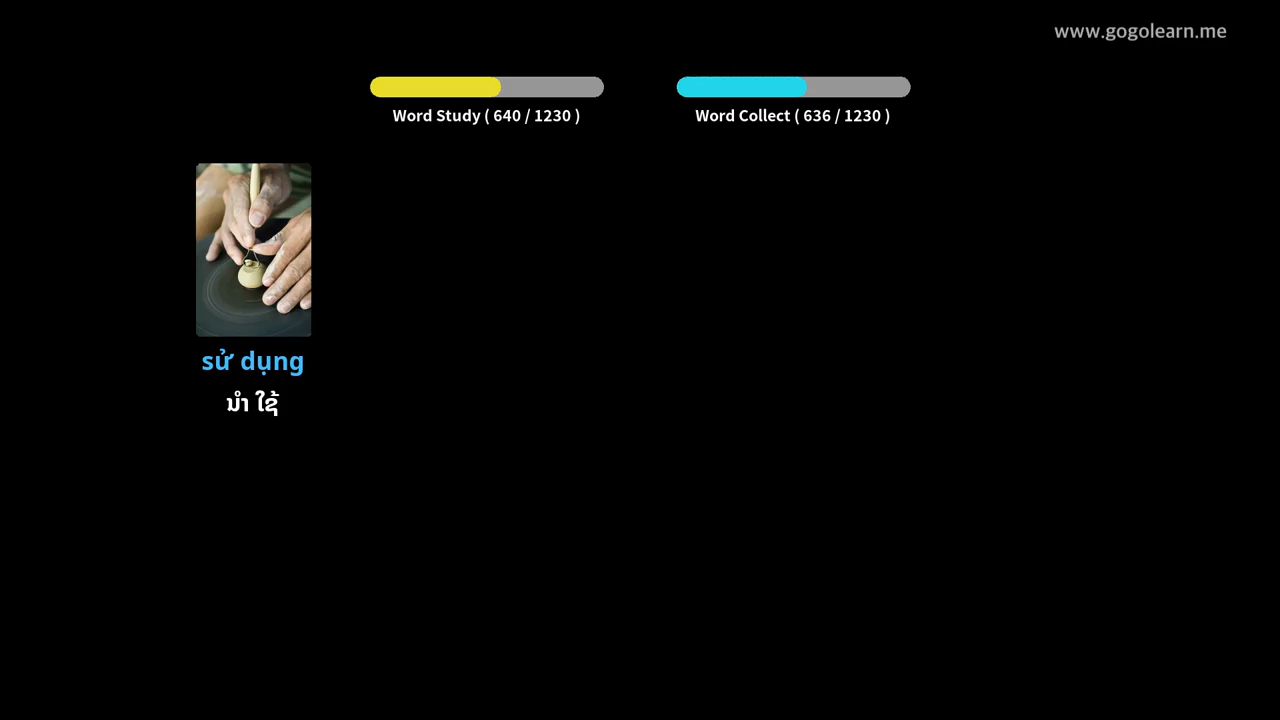 www.gogolearn.me
Word Study ( 640 / 1230 )
Word Collect ( 636 / 1230 )
sử dụng
ນຳ ໃຊ້